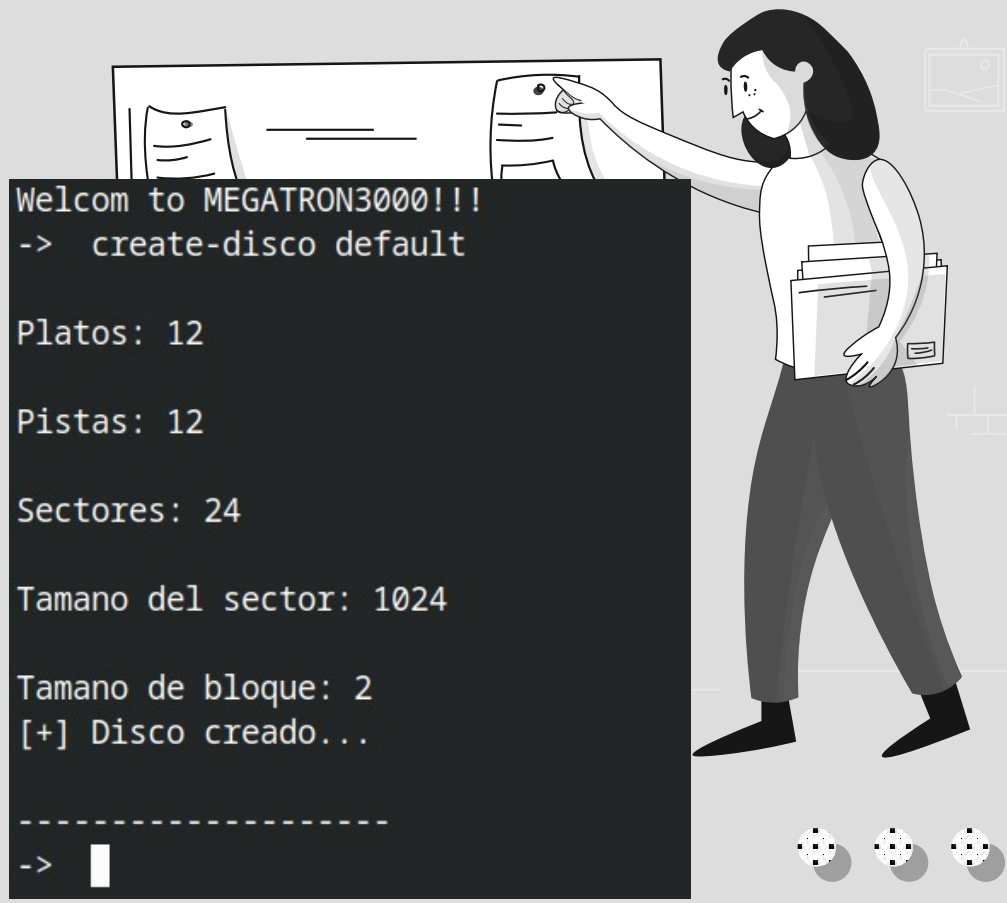 Welcom to MEGATRON3000!!!
->  create-disco default
Platos: 12
Pistas: 12
Sectores: 24
Tamano del sector: 1024
Tamano de bloque: 2
[+] Disco creado...
--------------------
->